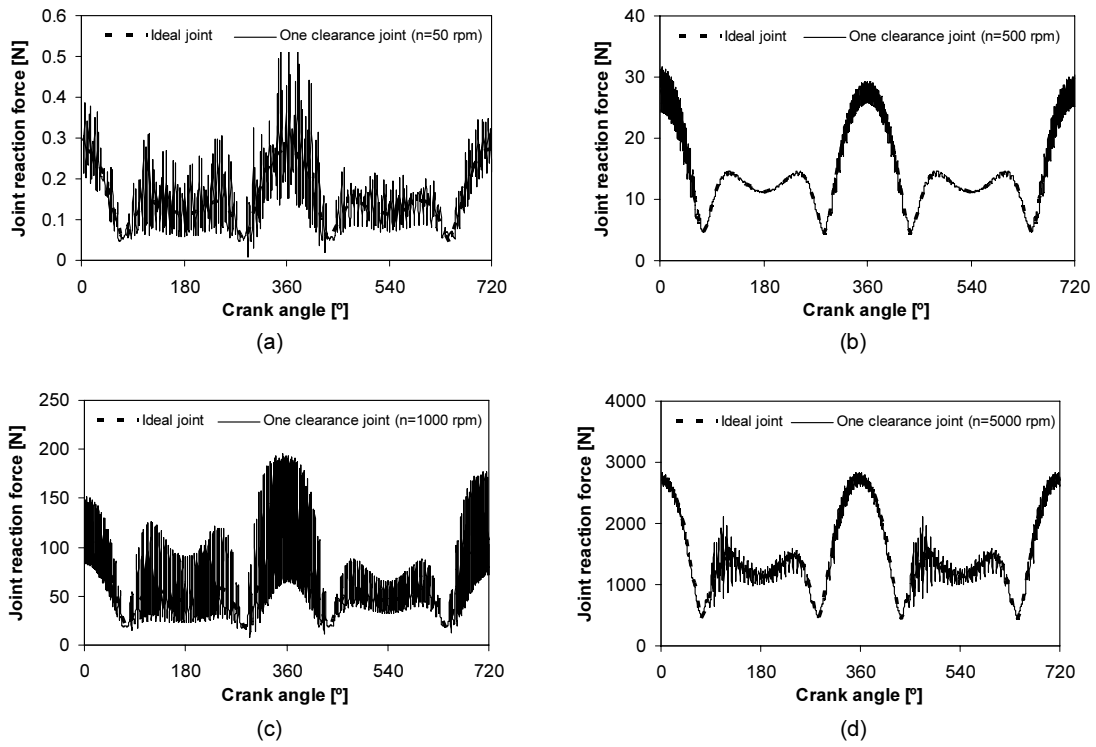 0.6
0.5
0.4
0.3
0.2
0.1
0
Joint reaction force [N]
Ideal joint
One clearance joint (n=50 rpm)
0 180 360 540 720
Crank angle [º]
(a)
40
30
20
10
0
Joint reaction force [N]
Ideal joint
One clearance joint (n=500 rpm)
0 180 360 540 720
Crank angle [º]
(b)
250
200
150
100
50
0
Joint reaction force [N]
Ideal joint
One clearance joint (n=1000 rpm)
0 180 360 540 720
Crank angle [º]
(c)
4000
3000
2000
1000
0
Joint reaction force [N]
Ideal joint
One clearance joint (n=5000 rpm)
0 180 360 540 720
Crank angle [º]
(d)